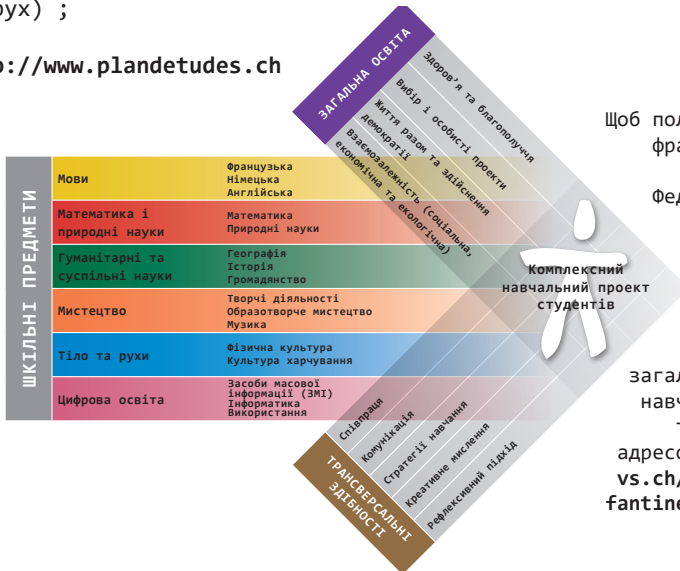 рух) ;
p://www.plandetudes.ch
ЗАГАЛЬНА ОСВІТА
Здоров’я та благополуччя
Вибір і особисті проекти
Життя разом та здійснення
демократії
Взаємозалежність (соціальна,
економічна та екологічна)
Щоб пол
фра
Фед
ШКІЛЬНІ ПРЕДМЕТИ
Мови
Французька
Німецька
Англійська
Математика і
природні науки
Математика
Природні науки
Гуманітарні та
суспільні науки
Географія
Історія
Громадянство
Мистецтво
Творчі діяльності
Образотворче мистецтво
Музика
Тіло та рухи
Фізична культура
Культура харчування
Цифрова освіта
Засоби масової
інформації (ЗМІ)
Інформатика
Використання
Комплексний
навчальний проект
студентів
Співпраця
Комунікація
Стратегії навчання
Креативне мислення
Рефлексивний підхід
ТРАНСВЕРСАЛЬНІ
ЗДІБНОСТІ
загал
навч
адресо
vs.ch/
fantine